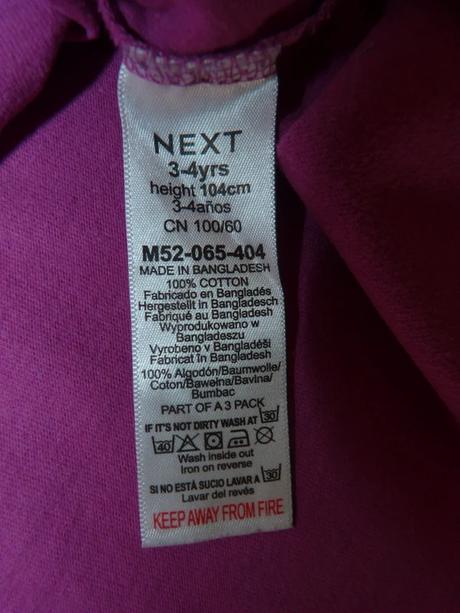 NEXT
3-4yrs
height 104cm
3-4años
CN 100/60
M52-065-404
MADE IN BANGLADESH
100% COTTON
Fabricado en Bangladés
Hergestellt in Bangladesch
Fabriqué au Bangladesh
Wyprodukowano w
Bangladeszu
Vyrobeno v Bangladéši
Fabricat în Bangladesh
100% Algodón/Baumwolle/
Coton/Bawełna/Bavlna/
Bumbac
PART OF A 3 PACK
IF IT'S NOT DIRTY WASH AT 30
40
Wash inside out
Iron on reverse
SI NO ESTÁ SUCIO LAVAR A 30
Lavar del revés
KEEP AWAY FROM FIRE